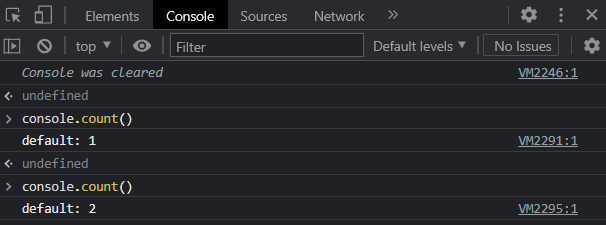 Elements Console Sources Network »
top ▼ Filter Default levels ▼ No Issues
Console was cleared VM2246:1
undefined
console.count()
default: 1 VM2291:1
undefined
console.count()
default: 2 VM2295:1